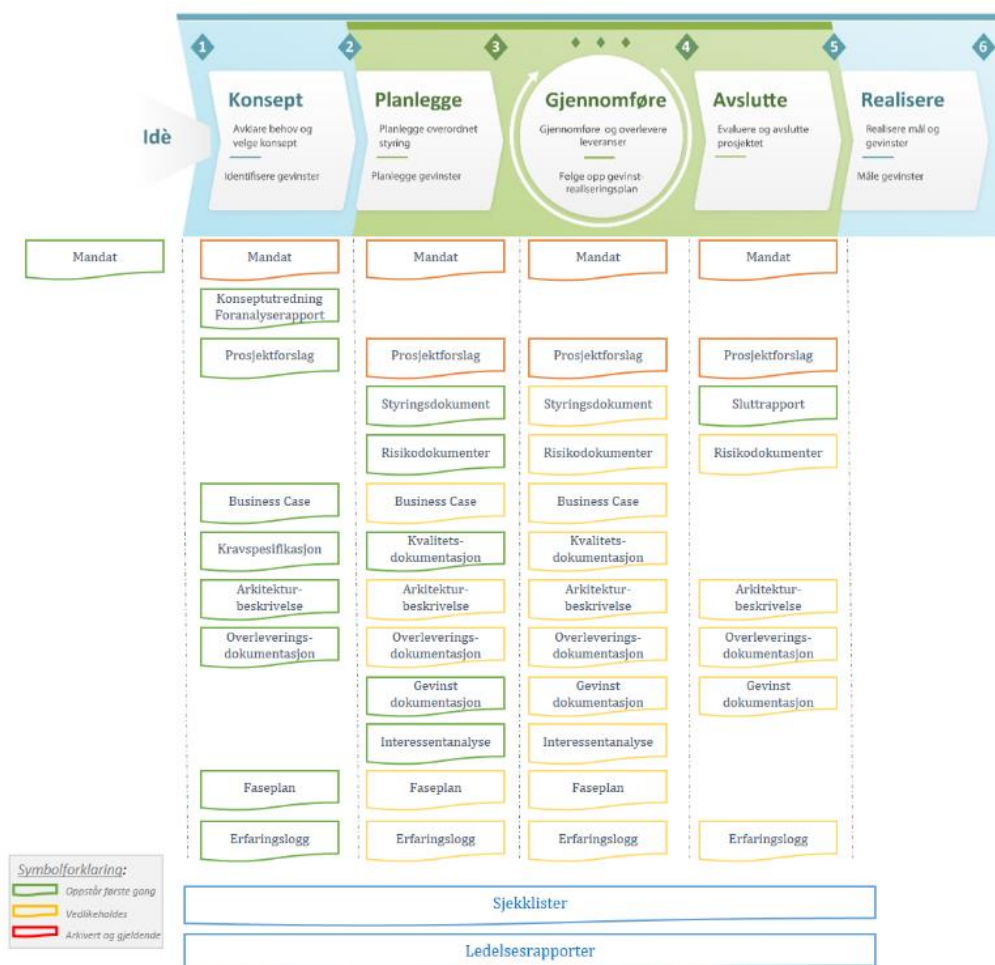 1
2
3
4
5
6
Idè
Konsept
Avklare behov og
velge konsept
Identifisere gevinster
Planlegge
Planlegge overordnet
styring
Planlegge gevinster
Gjennomføre
Gjennomføre og overlevere
leveranser
Følge opp gevinst-
realiseringsplan
Avslutte
Evaluere og avslutte
prosjektet
Realisere
Realisere mål og
gevinster
Måle gevinster
Mandat
Mandat
Mandat
Mandat
Mandat
Konseptutredning
Foranalyserapport
Prosjektforslag
Prosjektforslag
Prosjektforslag
Prosjektforslag
Styringsdokument
Styringsdokument
Sluttrapport
Risikodokumenter
Risikodokumenter
Risikodokumenter
Business Case
Business Case
Business Case
Kravspesifikasjon
Kvalitets-
dokumentasjon
Kvalitets-
dokumentasjon
Arkitektur-
beskrivelse
Arkitektur-
beskrivelse
Arkitektur-
beskrivelse
Arkitektur-
beskrivelse
Overleverings-
dokumentasjon
Overleverings-
dokumentasjon
Overleverings-
dokumentasjon
Overleverings-
dokumentasjon
Gevinst
dokumentasjon
Gevinst
dokumentasjon
Gevinst
dokumentasjon
Interessentanalyse
Interessentanalyse
Faseplan
Faseplan
Faseplan
Erfaringslogg
Erfaringslogg
Erfaringslogg
Erfaringslogg
Symbolforklaring:
Oppstår første gang
Vedlikeholdes
Arkivert og gjeldende
Sjekklister
Ledelsesrapporter